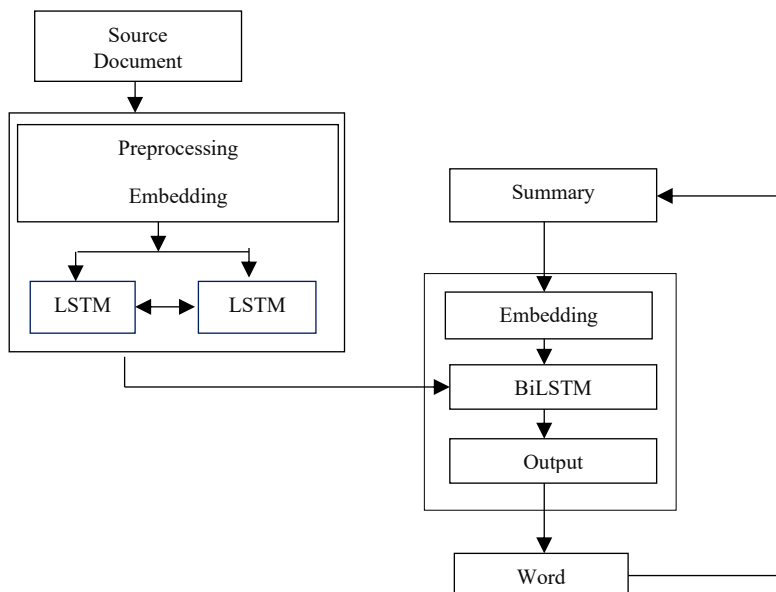 Source
Document
Preprocessing
Embedding
LSTM
LSTM
Summary
Embedding
BiLSTM
Output
Word